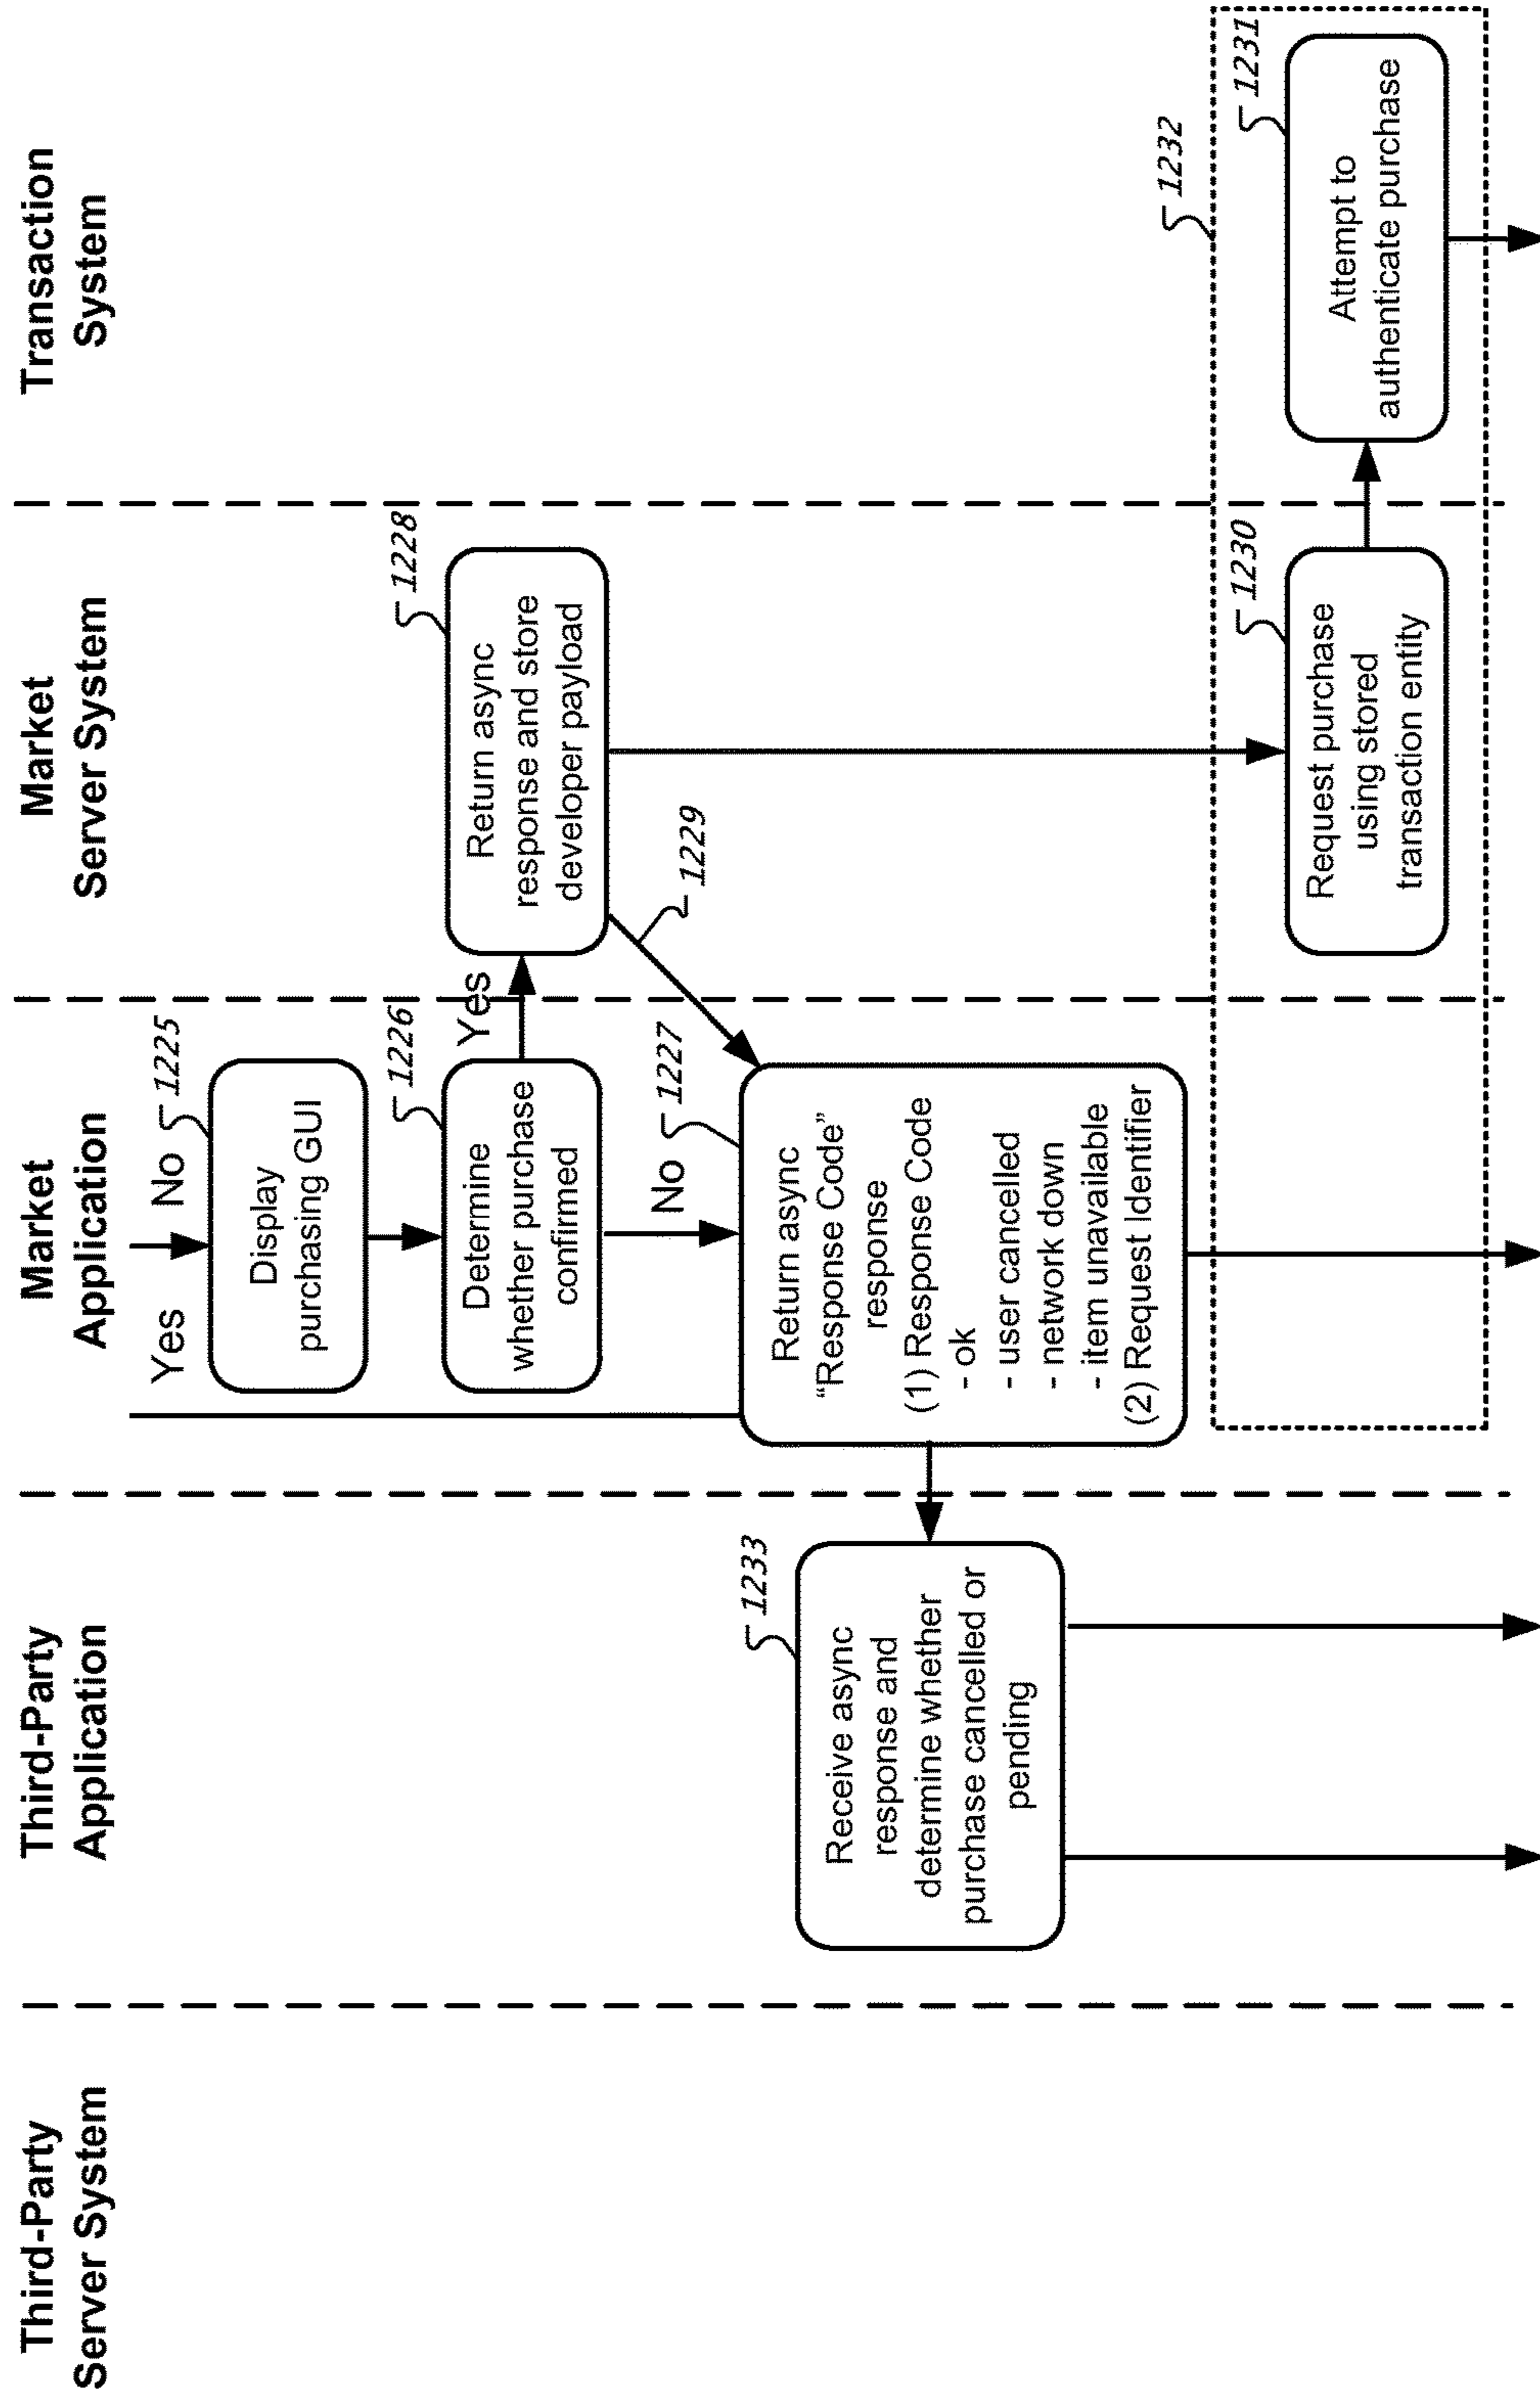 Third-Party
Server System
Third-Party
Application
Market
Application
Market
Server System
Transaction
System
Yes
No
1225
Display
purchasing GUI
1226
Determine
whether purchase
confirmed
Yes
No
1228
Return async
response and store
developer payload
1229
1227
Return async
“Response Code”
response
(1) Response Code
- ok
- user cancelled
- network down
- item unavailable
(2) Request Identifier
1233
Receive async
response and
determine whether
purchase cancelled or
pending
1232
1230
Request purchase
using stored
transaction entity
1231
Attempt to
authenticate purchase